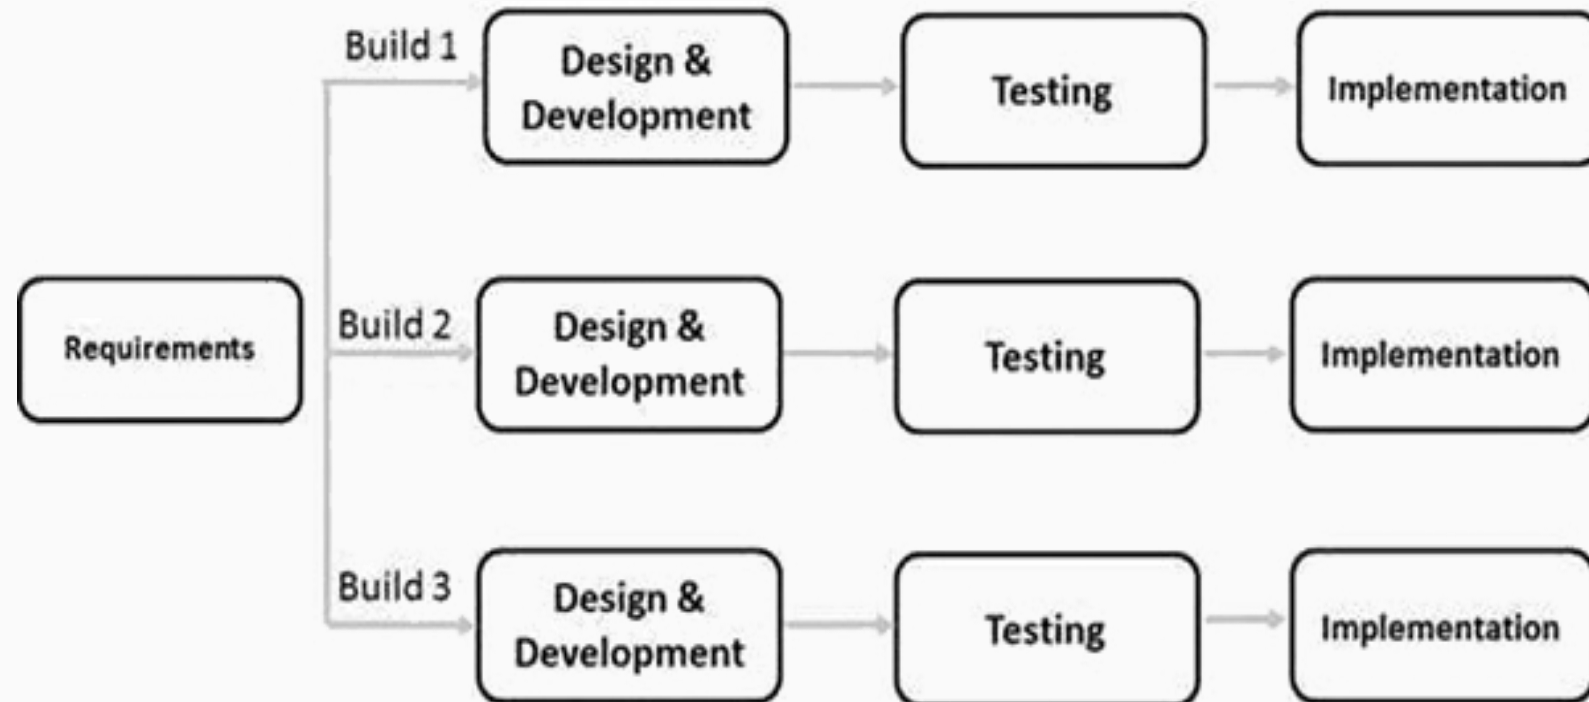 Build 1
Design &
Development
Testing
Implementation
Requirements
Build 2
Design &
Development
Testing
Implementation
Build 3
Design &
Development
Testing
Implementation